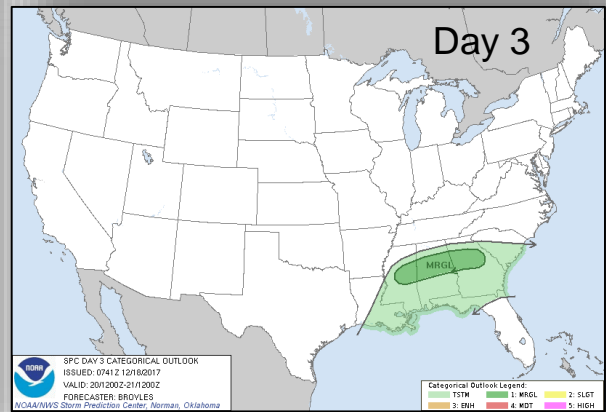 Day 3
MRGL
NOAA
SPC DAY 3 CATEGORICAL OUTLOOK
ISSUED: 0741Z 12/18/2017
VALID: 20/1200Z-21/1200Z
FORECASTER: BROYLES
NOAA/NWS Storm Prediction Center, Norman, Oklahoma
Categorical Outlook Legend:
TSTM 1: MRGL 2: SLGT
3: ENH 4: MDT 5: HIGH